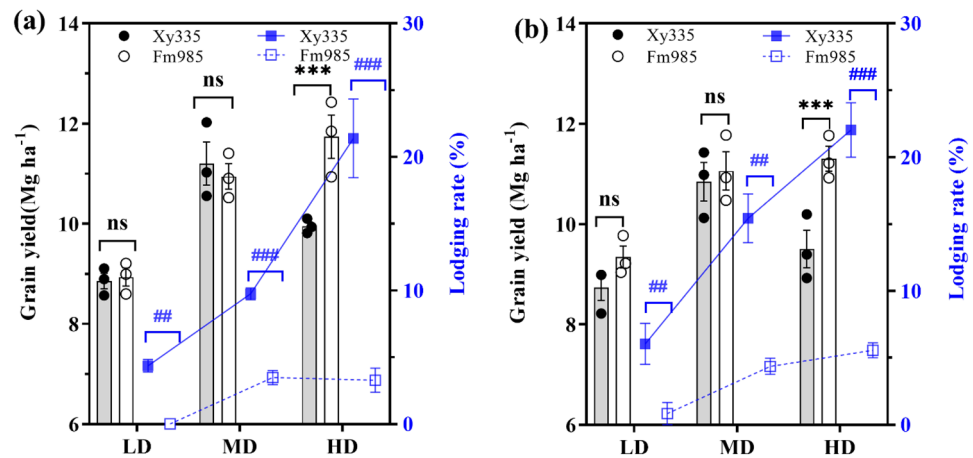 (a)
Xy335
Fm985
Xy335
Fm985
Grain yield(Mg ha-1)
14
12
10
8
6
Lodging rate (%)
30
20
10
0
ns
ns
***
##
###
###
LD
MD
HD
(b)
Xy335
Fm985
Xy335
Fm985
Grain yield (Mg ha-1)
14
12
10
8
6
Lodging rate (%)
30
20
10
0
ns
ns
***
##
##
###
LD
MD
HD